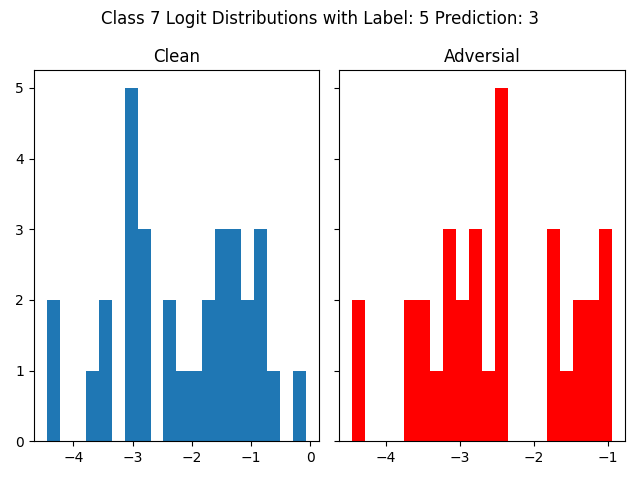 Class 7 Logit Distributions with Label: 5 Prediction: 3
Clean
Adversial
5
4
3
2
1
0
−4 −3 −2 −1 0
−4 −3 −2 −1